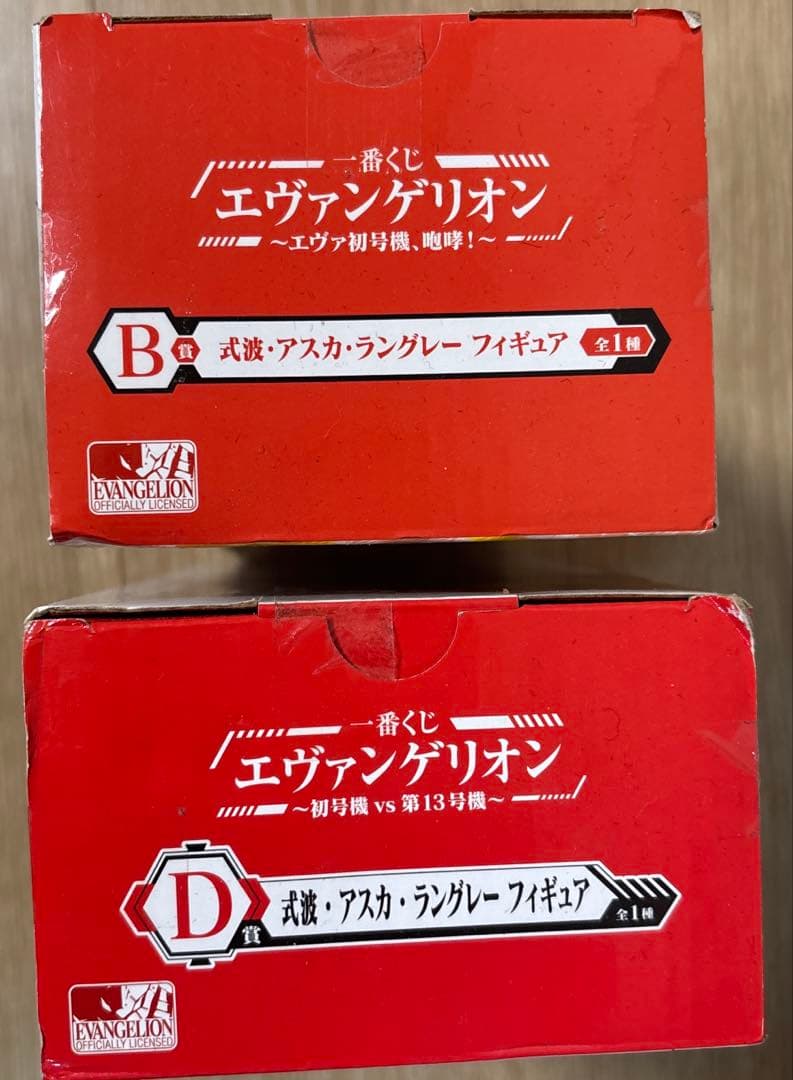 一番くじ
エヴァンゲリオン
～エヴァ初号機、咆哮！～
B賞 式波・アスカ・ラングレー フィギュア 全1種
EVANGELION
OFFICIALLY LICENSED
一番くじ
エヴァンゲリオン
～初号機 vs 第13号機～
D賞 式波・アスカ・ラングレー フィギュア 全1種
EVANGELION
OFFICIALLY LICENSED